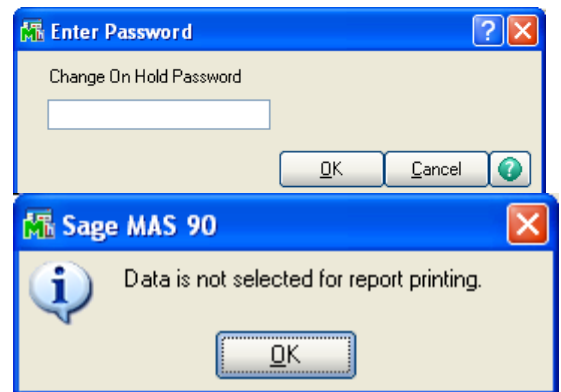 Enter Password
Change On Hold Password
OK Cancel
Sage MAS 90
Data is not selected for report printing.
OK